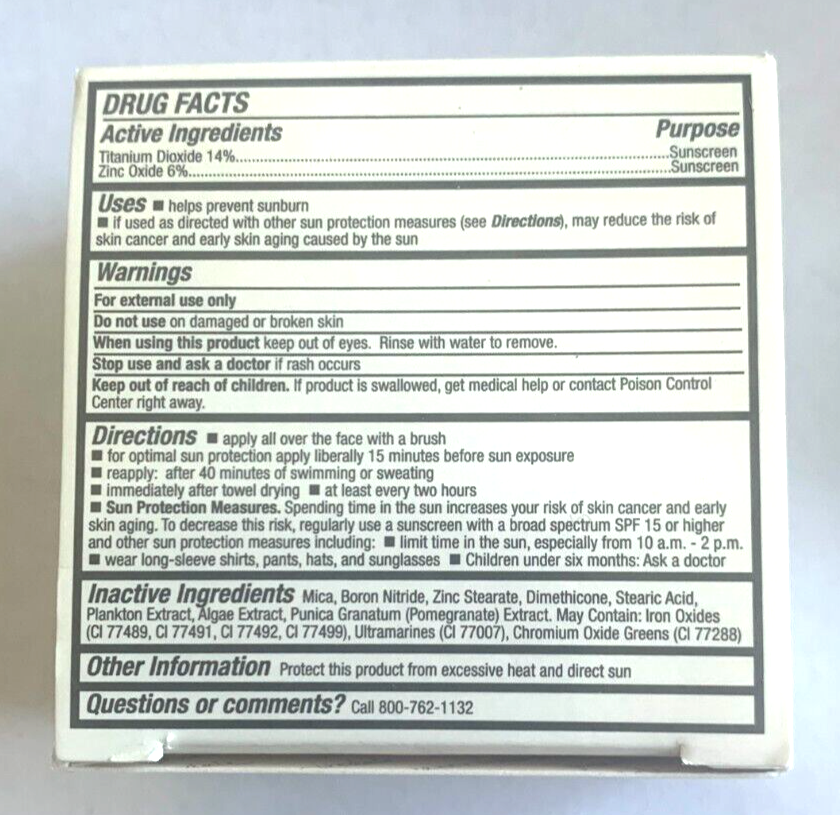 DRUG FACTS
Active Ingredients Purpose
Titanium Dioxide 14%..........Sunscreen
Zinc Oxide 6%..........Sunscreen
Uses ■ helps prevent sunburn
■ if used as directed with other sun protection measures (see Directions), may reduce the risk of
skin cancer and early skin aging caused by the sun
Warnings
For external use only
Do not use on damaged or broken skin
When using this product keep out of eyes. Rinse with water to remove.
Stop use and ask a doctor if rash occurs
Keep out of reach of children. If product is swallowed, get medical help or contact Poison Control
Center right away.
Directions ■ apply all over the face with a brush
■ for optimal sun protection apply liberally 15 minutes before sun exposure
■ reapply: after 40 minutes of swimming or sweating
■ immediately after towel drying ■ at least every two hours
■ Sun Protection Measures. Spending time in the sun increases your risk of skin cancer and early
skin aging. To decrease this risk, regularly use a sunscreen with a broad spectrum SPF 15 or higher
and other sun protection measures including: ■ limit time in the sun, especially from 10 a.m. - 2 p.m.
■ wear long-sleeve shirts, pants, hats, and sunglasses ■ Children under six months: Ask a doctor
Inactive Ingredients Mica, Boron Nitride, Zinc Stearate, Dimethicone, Stearic Acid,
Plankton Extract, Algae Extract, Punica Granatum (Pomegranate) Extract. May Contain: Iron Oxides
(CI 77489, CI 77491, CI 77492, CI 77499), Ultramarines (CI 77007), Chromium Oxide Greens (CI 77288)
Other Information Protect this product from excessive heat and direct sun
Questions or comments? Call 800-762-1132